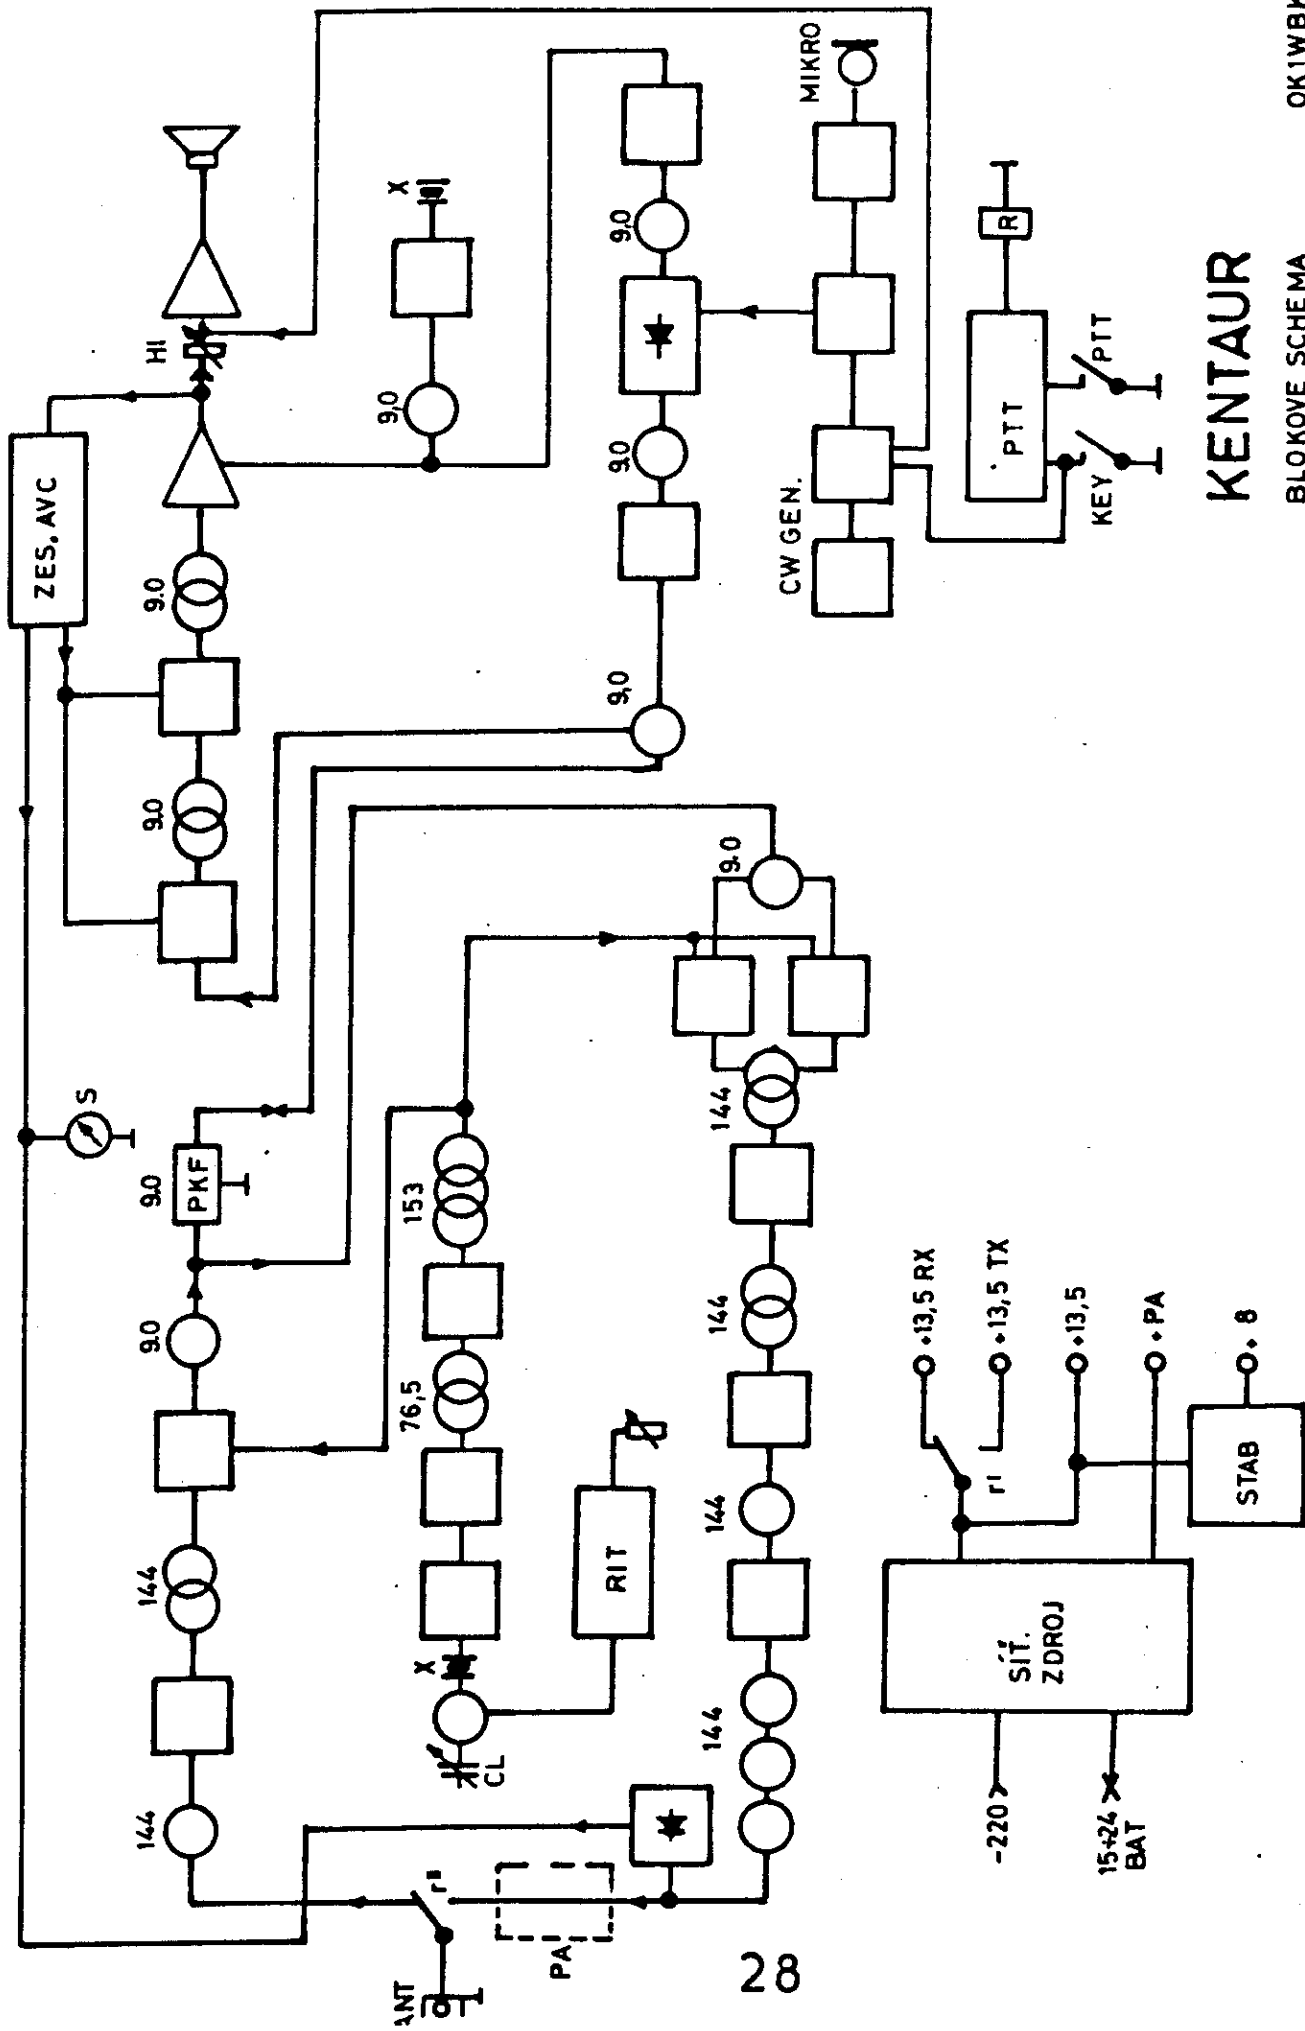 ANT
144
144
9.0
9.0
PKF
S
9.0
9.0
ZES, AVC
HI
r"
PA
CL
X
76,5
153
RIT
9,0
X
144
144
144
144
9.0
9,0
9.0
9,0
CW GEN.
MIKRO
PTT
R
KEY
PTT
-220
15÷24
BAT
SÍŤ.
ZDROJ
r'
+13,5 RX
+13,5 TX
+13,5
+PA
STAB
+8
KENTAUR
BLOKOVE SCHEMA
OK1WBK
28